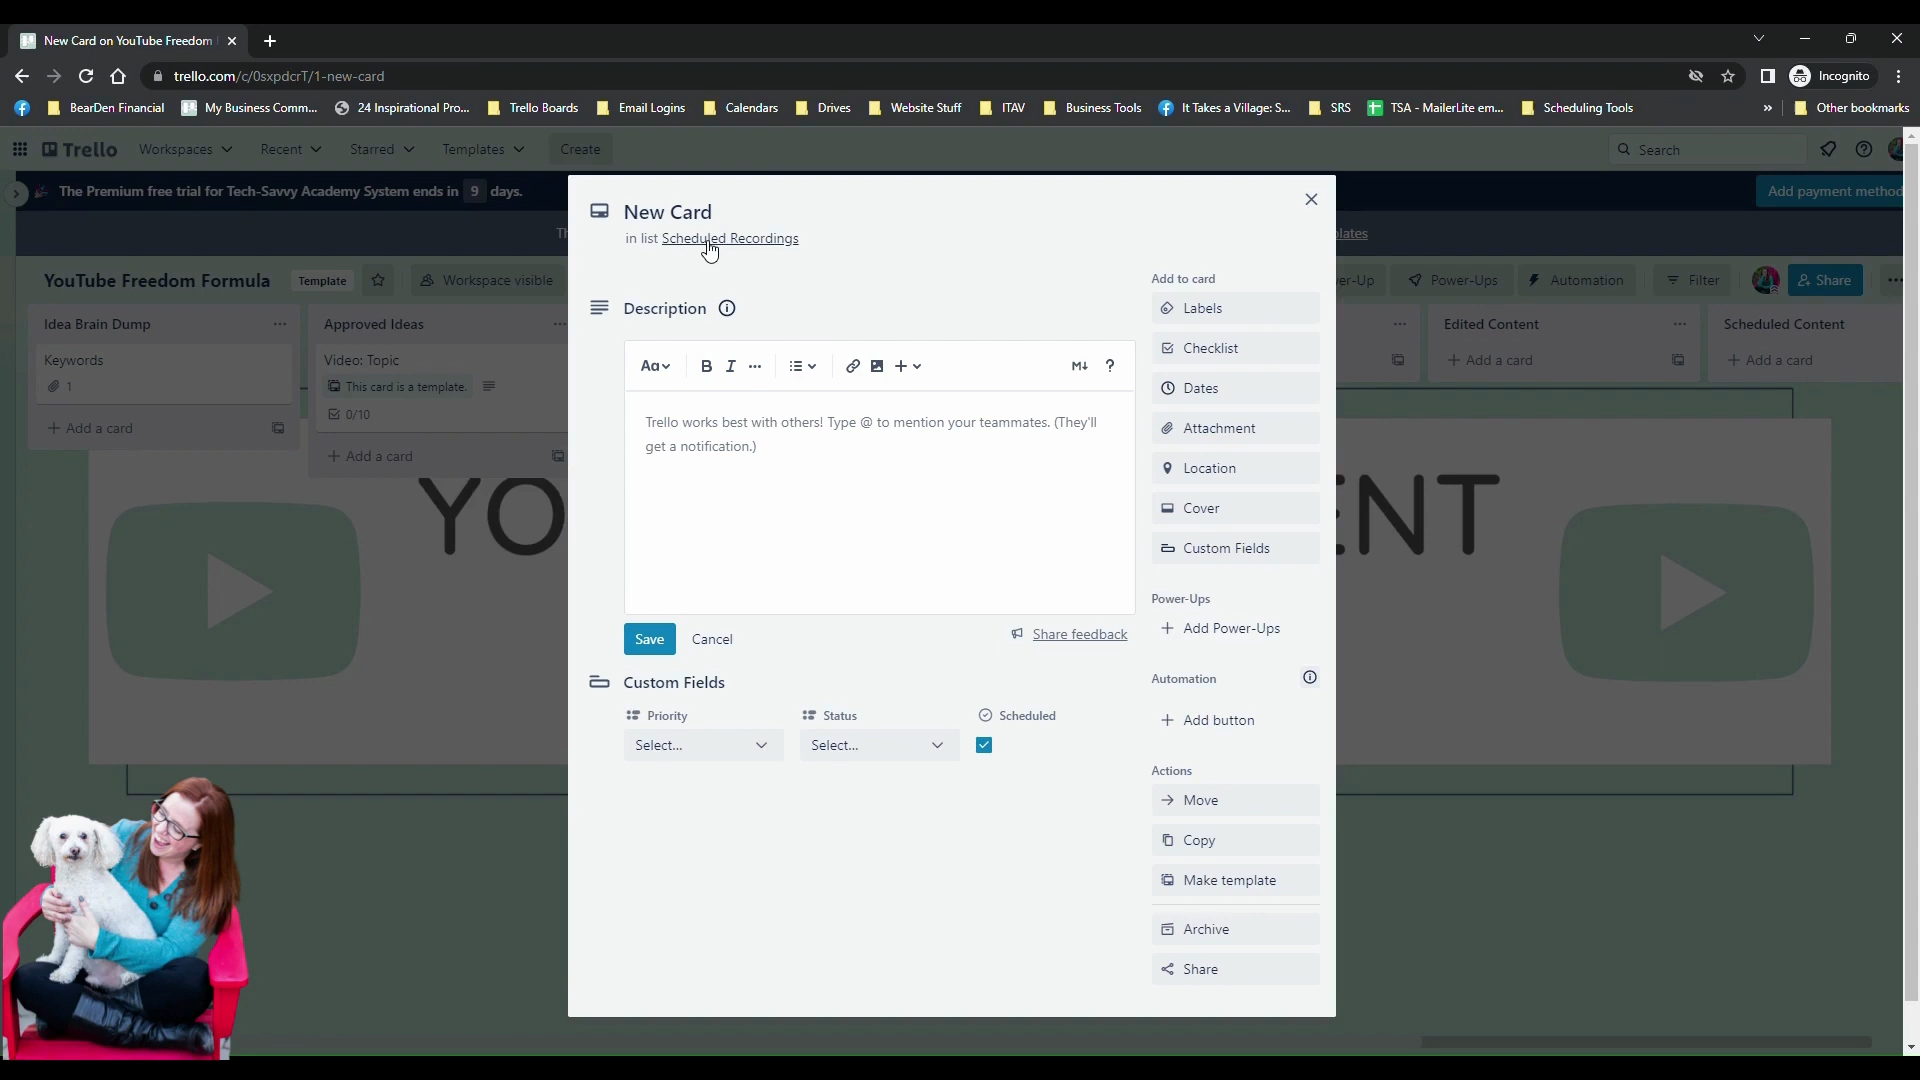 New Card on YouTube Freedom
trello.com/c/0sxpdcrT/1-new-card
Incognito
BearDen Financial
My Business Comm...
24 Inspirational Pro...
Trello Boards
Email Logins
Calendars
Drives
Website Stuff
ITAV
Business Tools
It Takes a Village: S...
SRS
TSA - MailerLite em...
Scheduling Tools
»
Other bookmarks
Trello
Workspaces
Recent
Starred
Templates
Create
Search
The Premium free trial for Tech-Savvy Academy System ends in 9 days.
Add payment method
YouTube Freedom Formula
Template
Workspace visible
Power-Ups
Automation
Filter
Share
Idea Brain Dump
Keywords
1
+ Add a card
Approved Ideas
Video: Topic
This card is a template.
0/10
+ Add a card
Edited Content
+ Add a card
Scheduled Content
+ Add a card
New Card
in list Scheduled Recordings
Description
Aa
B I ...
M↓ ?
Trello works best with others! Type @ to mention your teammates. (They'll
get a notification.)
Save
Cancel
Share feedback
Custom Fields
Priority
Status
Scheduled
Select...
Select...
Add to card
Labels
Checklist
Dates
Attachment
Location
Cover
Custom Fields
Power-Ups
+ Add Power-Ups
Automation
+ Add button
Actions
Move
Copy
Make template
Archive
Share